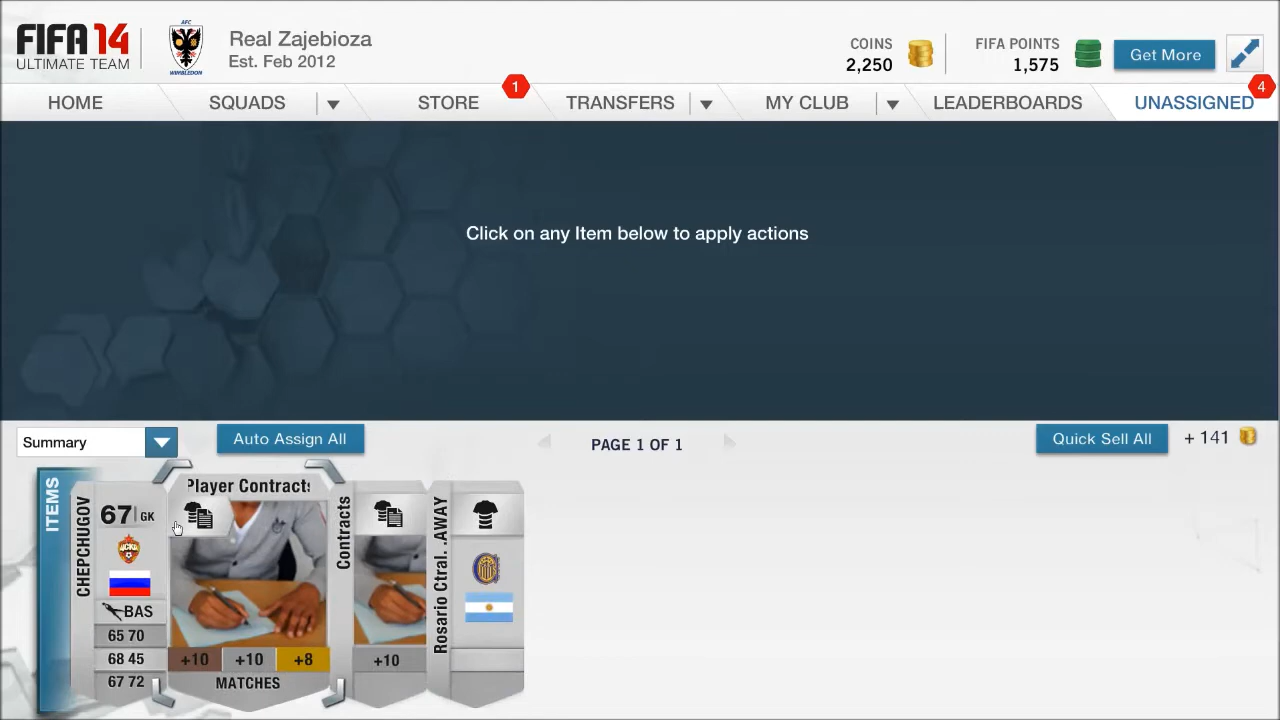 FIFA 14
ULTIMATE TEAM
AFC
WIMBLEDON
Real Zajebioza
Est. Feb 2012
COINS
2,250
FIFA POINTS
1,575
Get More
HOME
SQUADS
STORE
1
TRANSFERS
MY CLUB
LEADERBOARDS
UNASSIGNED
4
Click on any Item below to apply actions
Summary
Auto Assign All
PAGE 1 OF 1
Quick Sell All
+ 141
ITEMS
CHEPCHUGOV
67 GK
BAS
65 70
68 45
67 72
Player Contracts
+10 +10 +8
MATCHES
Contracts
+10
Rosario Ctral. .AWAY